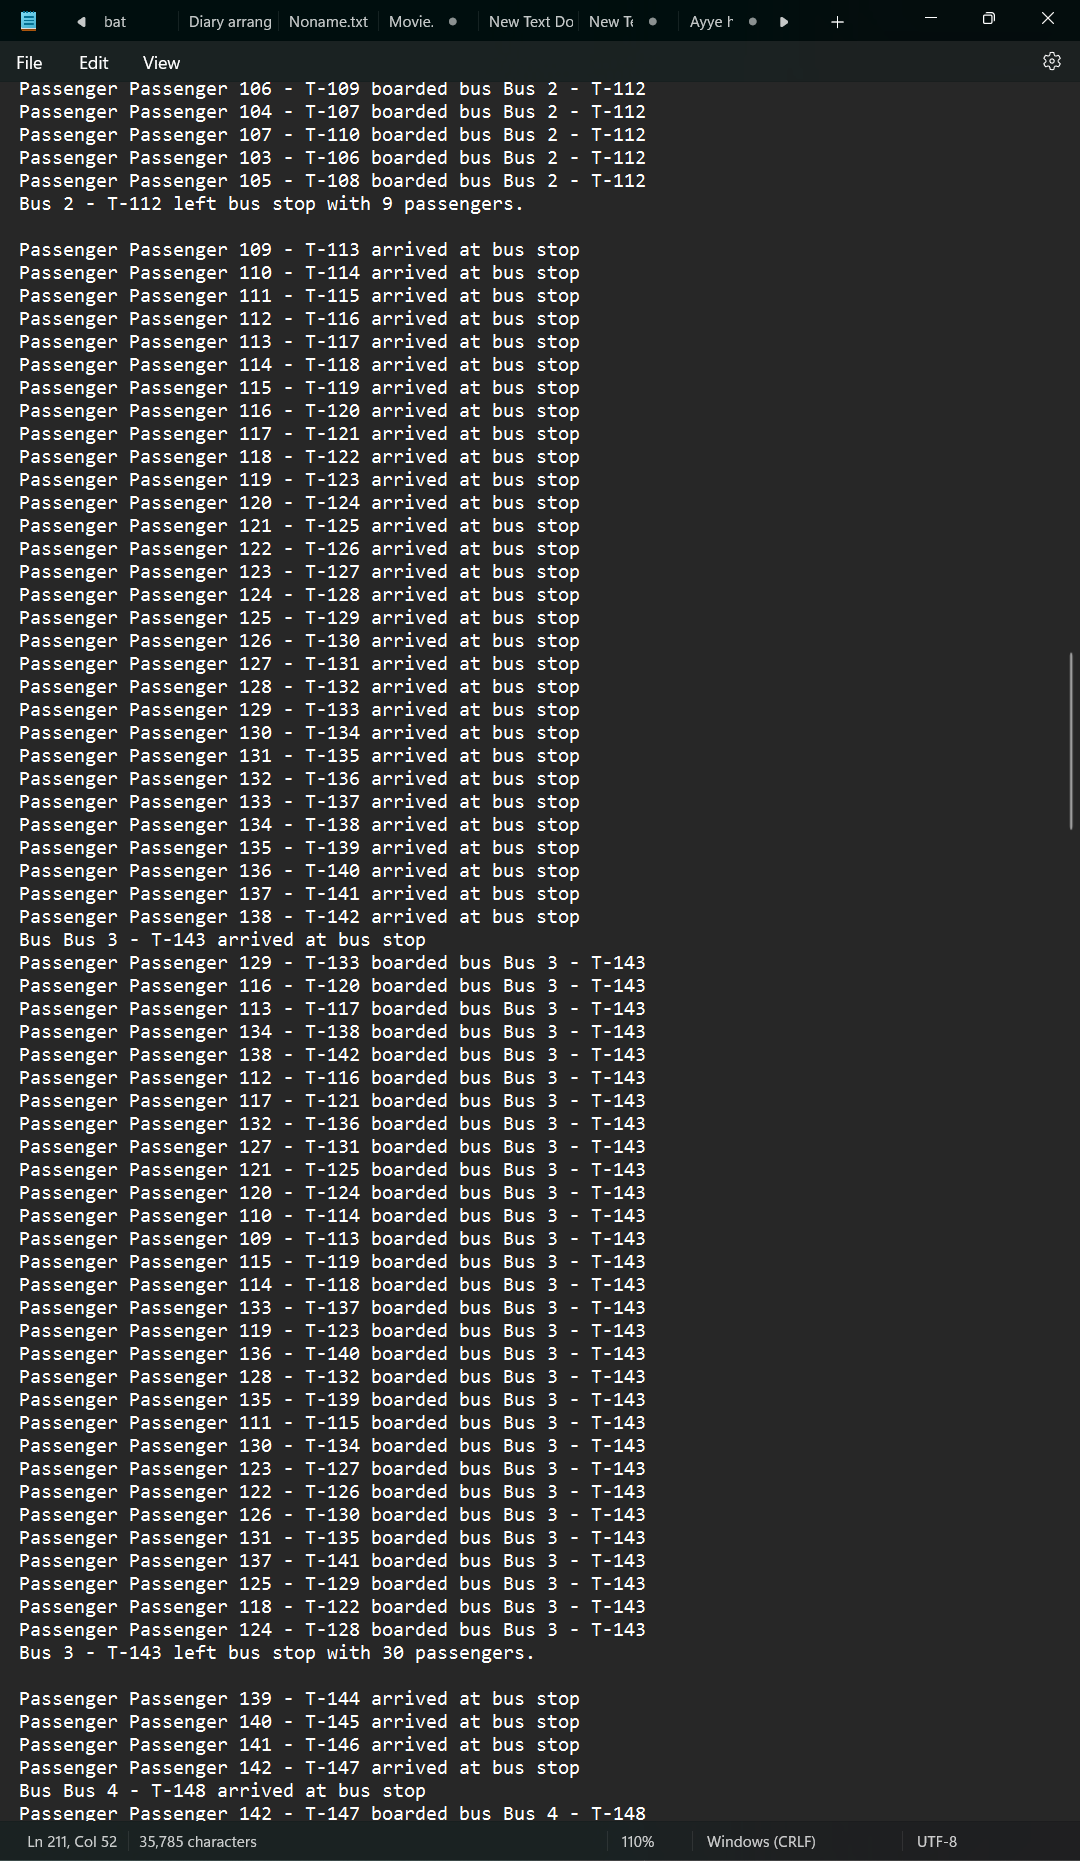 bat Diary arrang Noname.txt Movie. New Text Do New Te Ayye h
File Edit View
Passenger Passenger 106 - T-109 boarded bus Bus 2 - T-112
Passenger Passenger 104 - T-107 boarded bus Bus 2 - T-112
Passenger Passenger 107 - T-110 boarded bus Bus 2 - T-112
Passenger Passenger 103 - T-106 boarded bus Bus 2 - T-112
Passenger Passenger 105 - T-108 boarded bus Bus 2 - T-112
Bus 2 - T-112 left bus stop with 9 passengers.
Passenger Passenger 109 - T-113 arrived at bus stop
Passenger Passenger 110 - T-114 arrived at bus stop
Passenger Passenger 111 - T-115 arrived at bus stop
Passenger Passenger 112 - T-116 arrived at bus stop
Passenger Passenger 113 - T-117 arrived at bus stop
Passenger Passenger 114 - T-118 arrived at bus stop
Passenger Passenger 115 - T-119 arrived at bus stop
Passenger Passenger 116 - T-120 arrived at bus stop
Passenger Passenger 117 - T-121 arrived at bus stop
Passenger Passenger 118 - T-122 arrived at bus stop
Passenger Passenger 119 - T-123 arrived at bus stop
Passenger Passenger 120 - T-124 arrived at bus stop
Passenger Passenger 121 - T-125 arrived at bus stop
Passenger Passenger 122 - T-126 arrived at bus stop
Passenger Passenger 123 - T-127 arrived at bus stop
Passenger Passenger 124 - T-128 arrived at bus stop
Passenger Passenger 125 - T-129 arrived at bus stop
Passenger Passenger 126 - T-130 arrived at bus stop
Passenger Passenger 127 - T-131 arrived at bus stop
Passenger Passenger 128 - T-132 arrived at bus stop
Passenger Passenger 129 - T-133 arrived at bus stop
Passenger Passenger 130 - T-134 arrived at bus stop
Passenger Passenger 131 - T-135 arrived at bus stop
Passenger Passenger 132 - T-136 arrived at bus stop
Passenger Passenger 133 - T-137 arrived at bus stop
Passenger Passenger 134 - T-138 arrived at bus stop
Passenger Passenger 135 - T-139 arrived at bus stop
Passenger Passenger 136 - T-140 arrived at bus stop
Passenger Passenger 137 - T-141 arrived at bus stop
Passenger Passenger 138 - T-142 arrived at bus stop
Bus Bus 3 - T-143 arrived at bus stop
Passenger Passenger 129 - T-133 boarded bus Bus 3 - T-143
Passenger Passenger 116 - T-120 boarded bus Bus 3 - T-143
Passenger Passenger 113 - T-117 boarded bus Bus 3 - T-143
Passenger Passenger 134 - T-138 boarded bus Bus 3 - T-143
Passenger Passenger 138 - T-142 boarded bus Bus 3 - T-143
Passenger Passenger 112 - T-116 boarded bus Bus 3 - T-143
Passenger Passenger 117 - T-121 boarded bus Bus 3 - T-143
Passenger Passenger 132 - T-136 boarded bus Bus 3 - T-143
Passenger Passenger 127 - T-131 boarded bus Bus 3 - T-143
Passenger Passenger 121 - T-125 boarded bus Bus 3 - T-143
Passenger Passenger 120 - T-124 boarded bus Bus 3 - T-143
Passenger Passenger 110 - T-114 boarded bus Bus 3 - T-143
Passenger Passenger 109 - T-113 boarded bus Bus 3 - T-143
Passenger Passenger 115 - T-119 boarded bus Bus 3 - T-143
Passenger Passenger 114 - T-118 boarded bus Bus 3 - T-143
Passenger Passenger 133 - T-137 boarded bus Bus 3 - T-143
Passenger Passenger 119 - T-123 boarded bus Bus 3 - T-143
Passenger Passenger 136 - T-140 boarded bus Bus 3 - T-143
Passenger Passenger 128 - T-132 boarded bus Bus 3 - T-143
Passenger Passenger 135 - T-139 boarded bus Bus 3 - T-143
Passenger Passenger 111 - T-115 boarded bus Bus 3 - T-143
Passenger Passenger 130 - T-134 boarded bus Bus 3 - T-143
Passenger Passenger 123 - T-127 boarded bus Bus 3 - T-143
Passenger Passenger 122 - T-126 boarded bus Bus 3 - T-143
Passenger Passenger 126 - T-130 boarded bus Bus 3 - T-143
Passenger Passenger 131 - T-135 boarded bus Bus 3 - T-143
Passenger Passenger 137 - T-141 boarded bus Bus 3 - T-143
Passenger Passenger 125 - T-129 boarded bus Bus 3 - T-143
Passenger Passenger 118 - T-122 boarded bus Bus 3 - T-143
Passenger Passenger 124 - T-128 boarded bus Bus 3 - T-143
Bus 3 - T-143 left bus stop with 30 passengers.
Passenger Passenger 139 - T-144 arrived at bus stop
Passenger Passenger 140 - T-145 arrived at bus stop
Passenger Passenger 141 - T-146 arrived at bus stop
Passenger Passenger 142 - T-147 arrived at bus stop
Bus Bus 4 - T-148 arrived at bus stop
Passenger Passenger 142 - T-147 boarded bus Bus 4 - T-148
Ln 211, Col 52 35,785 characters 110% Windows (CRLF) UTF-8